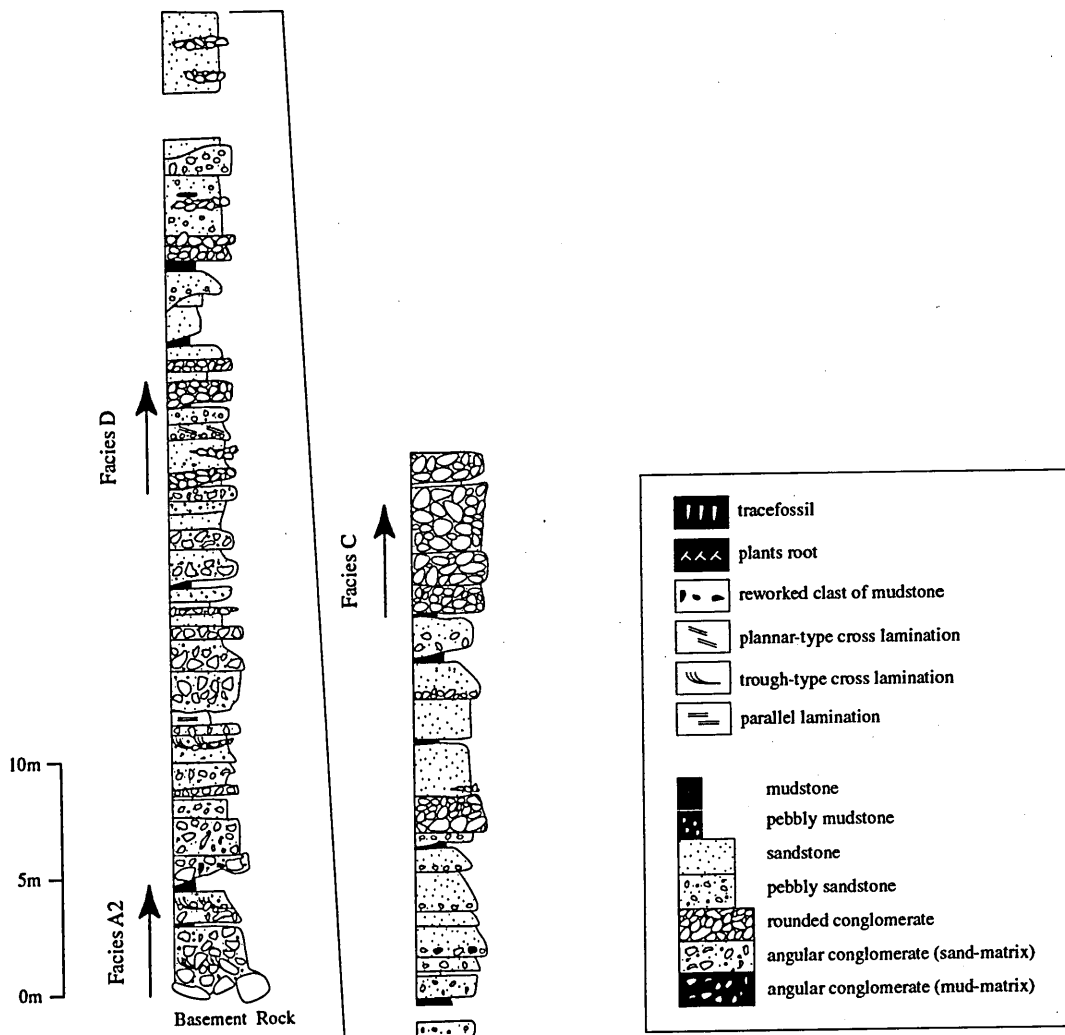 Facies D
Facies C
10m
5m
Facies A2
0m
Basement Rock
tracefossil
plants root
reworked clast of mudstone
plannar-type cross lamination
trough-type cross lamination
parallel lamination
mudstone
pebbly mudstone
sandstone
pebbly sandstone
rounded conglomerate
angular conglomerate (sand-matrix)
angular conglomerate (mud-matrix)